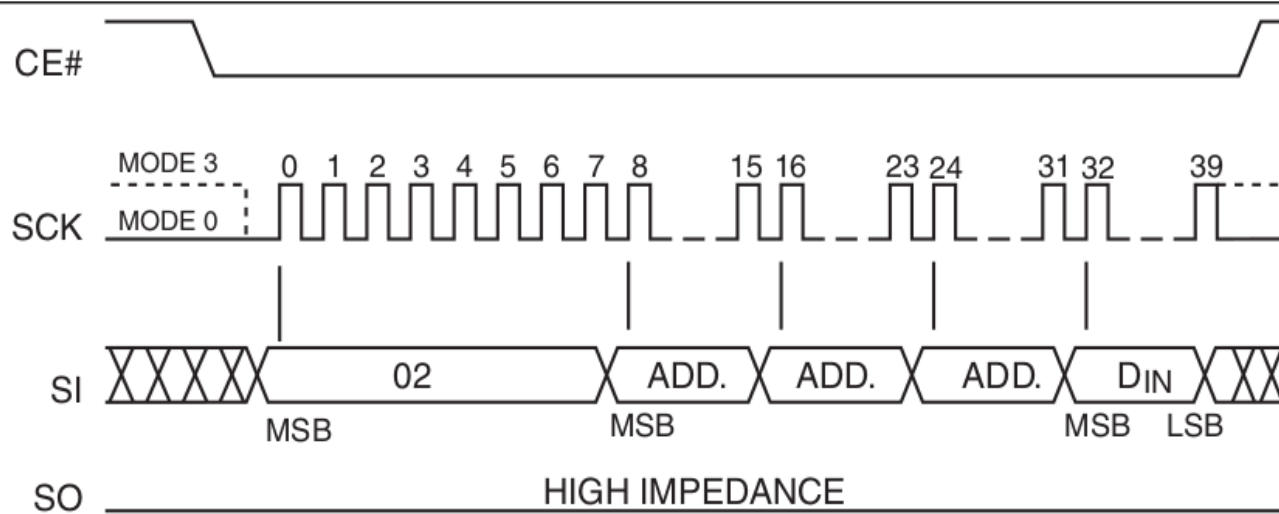 CE#
MODE 3 0 1 2 3 4 5 6 7 8 15 16 23 24 31 32 39
SCK MODE 0
SI 02 ADD. ADD. ADD. DIN
MSB MSB MSB LSB
SO HIGH IMPEDANCE